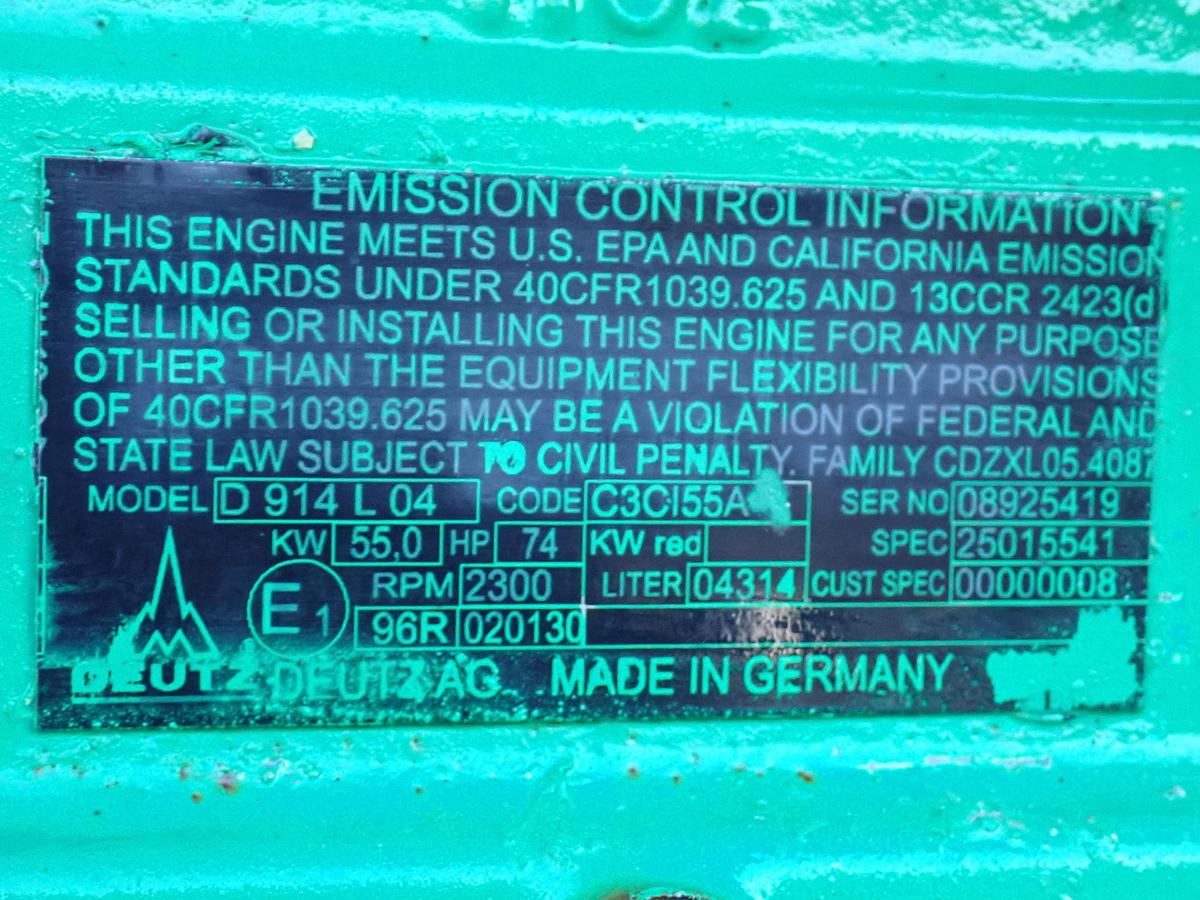 EMISSION CONTROL INFORMATION
THIS ENGINE MEETS U.S. EPA AND CALIFORNIA EMISSION
STANDARDS UNDER 40CFR1039.625 AND 13CCR 2423(d
SELLING OR INSTALLING THIS ENGINE FOR ANY PURPOSE
OTHER THAN THE EQUIPMENT FLEXIBILITY PROVISIONS
OF 40CFR1039.625 MAY BE A VIOLATION OF FEDERAL AND
STATE LAW SUBJECT TO CIVIL PENALTY. FAMILY CDZXL05.4087
MODEL D 914 L 04 CODE C3CI55A SER NO 08925419
KW 55,0 HP 74 KW red SPEC 25015541
RPM 2300 LITER 04314 CUST SPEC 00000008
E1 96R 020130
DEUTZ DEUTZ AG MADE IN GERMANY